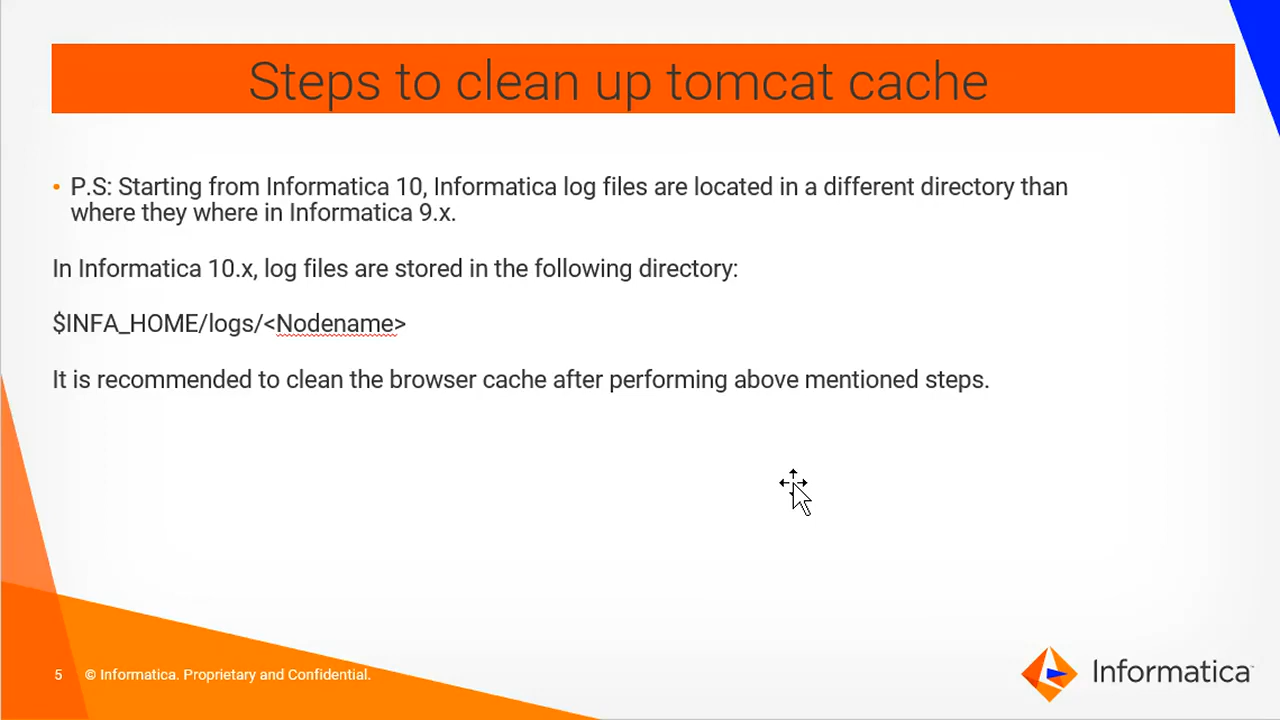 Steps to clean up tomcat cache
• P.S: Starting from Informatica 10, Informatica log files are located in a different directory than
where they where in Informatica 9.x.
In Informatica 10.x, log files are stored in the following directory:
$INFA_HOME/logs/<Nodename>
It is recommended to clean the browser cache after performing above mentioned steps.
5 © Informatica. Proprietary and Confidential.
Informatica